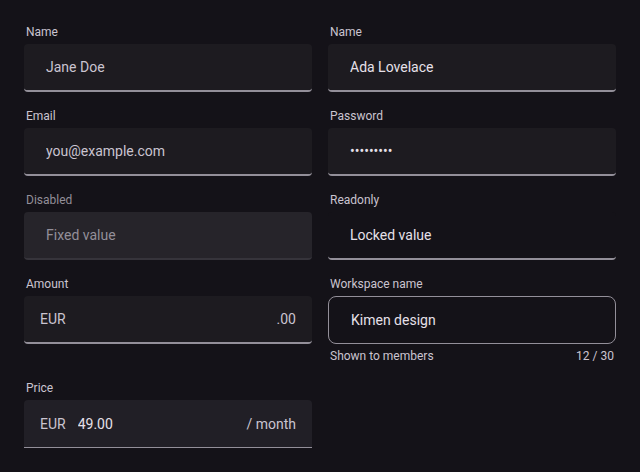 Name
Jane Doe
Name
Ada Lovelace
Email
you@example.com
Password
•••••••••
Disabled
Fixed value
Readonly
Locked value
Amount
EUR .00
Workspace name
Kimen design
Shown to members 12 / 30
Price
EUR 49.00 / month